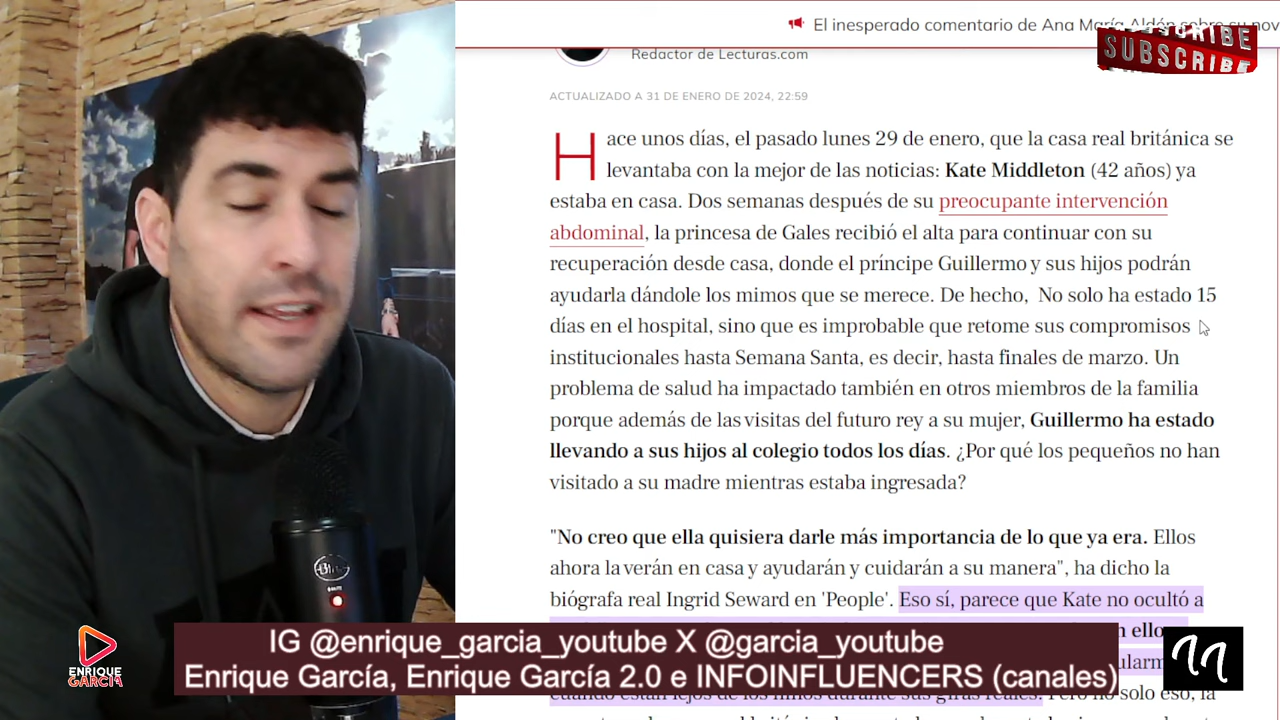 El inesperado comentario de Ana María Aldón sobre su nov
SUBSCRIBE
Redactor de Lecturas.com
ACTUALIZADO A 31 DE ENERO DE 2024, 22:59
Hace unos días, el pasado lunes 29 de enero, que la casa real británica se
levantaba con la mejor de las noticias: Kate Middleton (42 años) ya
estaba en casa. Dos semanas después de su preocupante intervención
abdominal, la princesa de Gales recibió el alta para continuar con su
recuperación desde casa, donde el príncipe Guillermo y sus hijos podrán
ayudarla dándole los mimos que se merece. De hecho, No solo ha estado 15
días en el hospital, sino que es improbable que retome sus compromisos
institucionales hasta Semana Santa, es decir, hasta finales de marzo. Un
problema de salud ha impactado también en otros miembros de la familia
porque además de las visitas del futuro rey a su mujer, Guillermo ha estado
llevando a sus hijos al colegio todos los días. ¿Por qué los pequeños no han
visitado a su madre mientras estaba ingresada?
"No creo que ella quisiera darle más importancia de lo que ya era. Ellos
ahora la verán en casa y ayudarán y cuidarán a su manera", ha dicho la
biógrafa real Ingrid Seward en 'People'. Eso sí, parece que Kate no ocultó a
solo eso, la
IG @enrique_garcia_youtube X @garcia_youtube
Enrique García, Enrique García 2.0 e INFOINFLUENCERS (canales)
ENRIQUE
GARCÍA
Blue